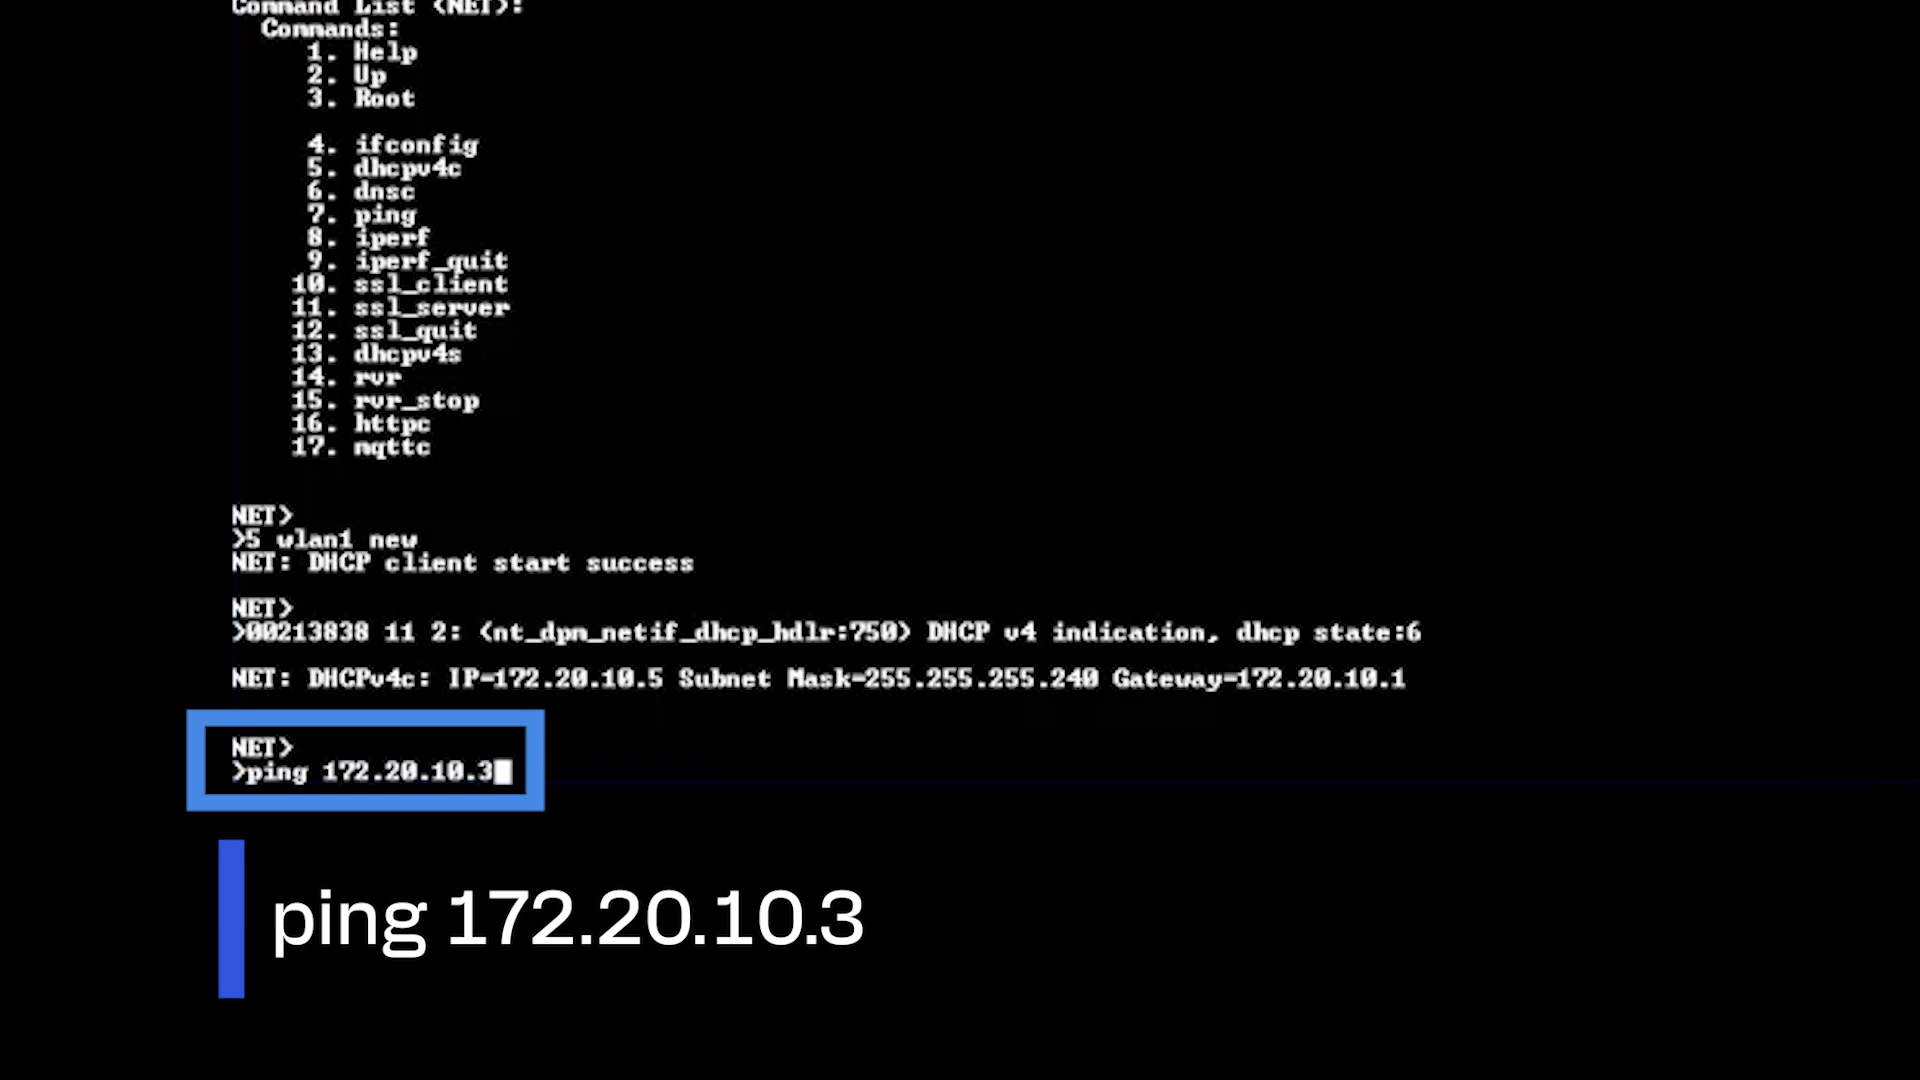 Command List (NET):
Commands:
1. Help
2. Up
3. Root
4. ifconfig
5. dhcpv4c
6. dnsc
7. ping
8. iperf
9. iperf_quit
10. ssl_client
11. ssl_server
12. ssl_quit
13. dhcpv4s
14. rvr
15. rvr_stop
16. httpc
17. mqttc
NET>
>5 wlan1 new
NET: DHCP client start success
NET>
>00213838 11 2: (nt_dpm_netif_dhcp_hdlr:750) DHCP v4 indication, dhcp state:6
NET: DHCPv4c: IP=172.20.10.5 Subnet Mask=255.255.255.240 Gateway=172.20.10.1
NET>
>ping 172.20.10.3
ping 172.20.10.3